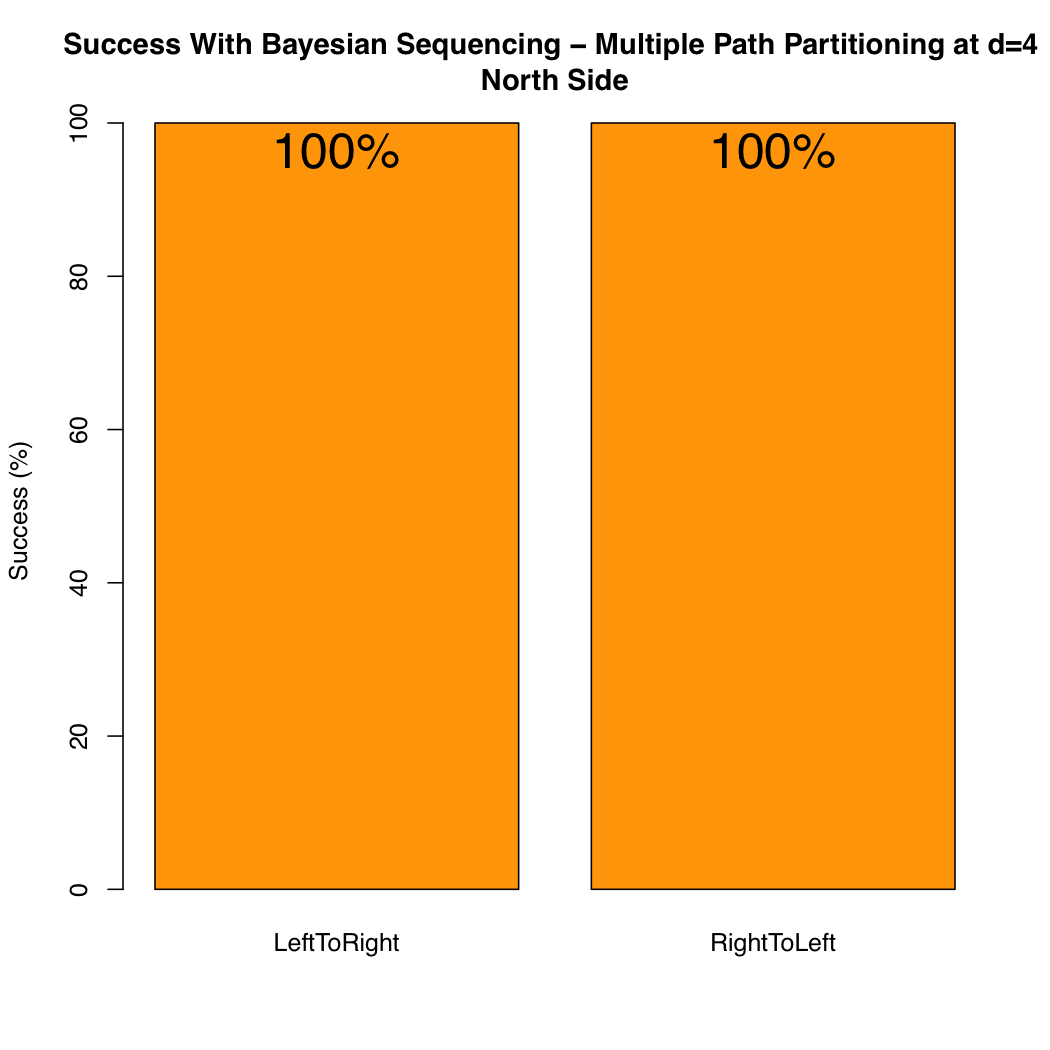 Success With Bayesian Sequencing – Multiple Path Partitioning at d=4
North Side
100
80
60
40
20
0
Success (%)
100%
100%
LeftToRight
RightToLeft